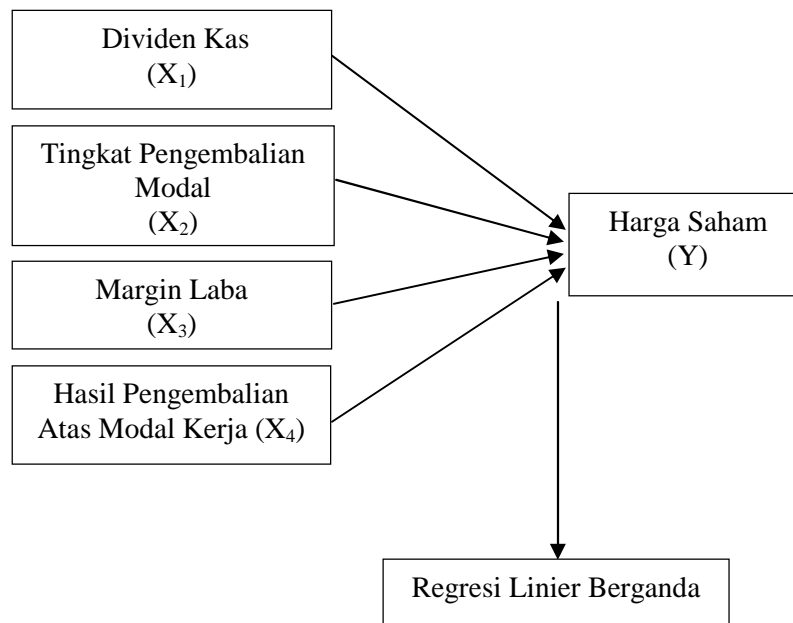 Dividen Kas
(X₁)
Tingkat Pengembalian
Modal
(X₂)
Margin Laba
(X₃)
Hasil Pengembalian
Atas Modal Kerja (X₄)
Harga Saham
(Y)
Regresi Linier Berganda